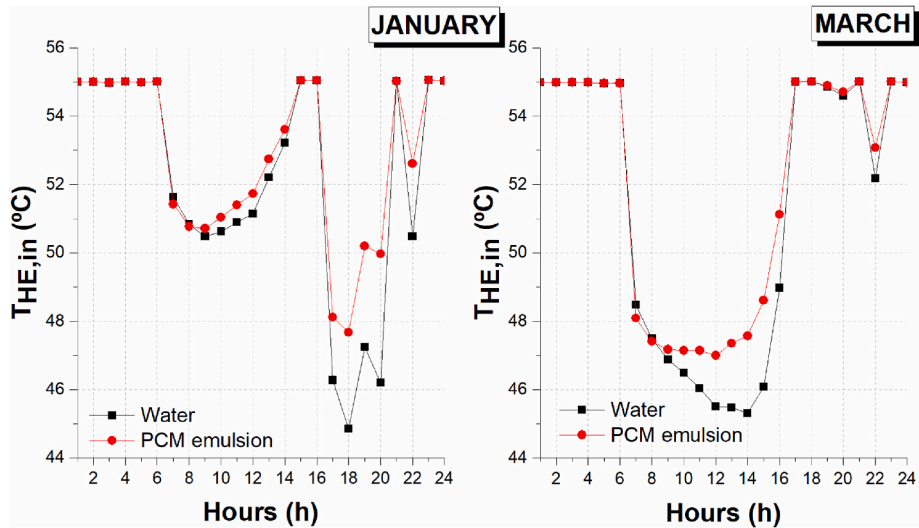 JANUARY
56
54
52
50
48
46
44
T_HE,in (ºC)
Water
PCM emulsion
2 4 6 8 10 12 14 16 18 20 22 24
Hours (h)
MARCH
56
54
52
50
48
46
44
T_HE,in (ºC)
Water
PCM emulsion
2 4 6 8 10 12 14 16 18 20 22 24
Hours (h)